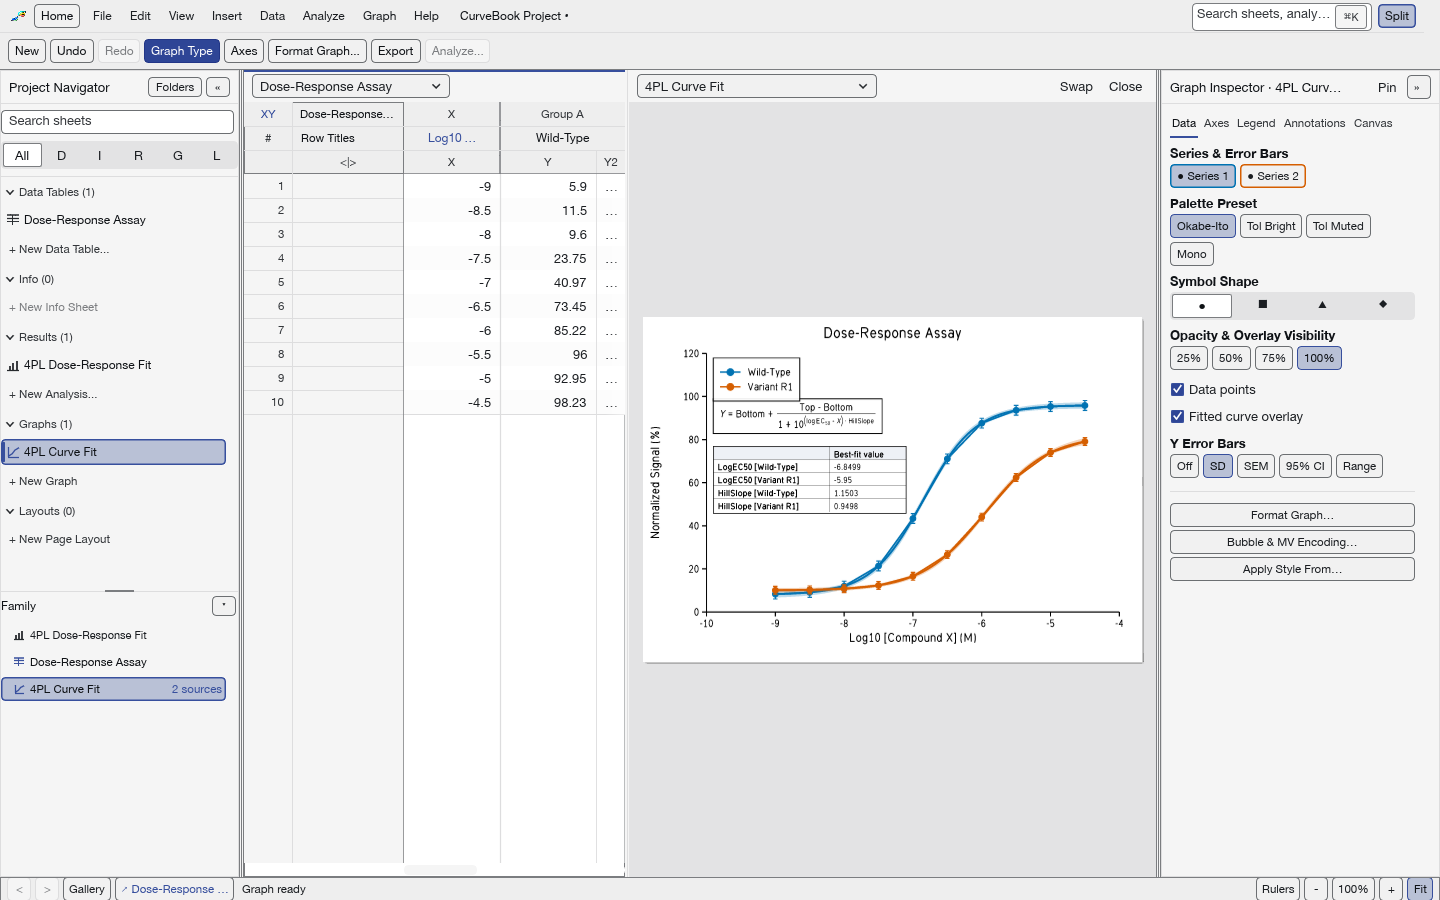 Home File Edit View Insert Data Analyze Graph Help CurveBook Project •
Search sheets, analy… ⌘K Split
New Undo Redo Graph Type Axes Format Graph... Export Analyze...
Project Navigator Folders «
Search sheets
All D I R G L
Data Tables (1)
Dose-Response Assay
+ New Data Table...
Info (0)
+ New Info Sheet
Results (1)
4PL Dose-Response Fit
+ New Analysis...
Graphs (1)
4PL Curve Fit
+ New Graph
Layouts (0)
+ New Page Layout
Family
4PL Dose-Response Fit
Dose-Response Assay
4PL Curve Fit 2 sources
Dose-Response Assay
XY Dose-Response... X Group A
# Row Titles Log10 ... Wild-Type
<|> X Y Y2
1 -9 5.9 ...
2 -8.5 11.5 ...
3 -8 9.6 ...
4 -7.5 23.75 ...
5 -7 40.97 ...
6 -6.5 73.45 ...
7 -6 85.22 ...
8 -5.5 96 ...
9 -5 92.95 ...
10 -4.5 98.23 ...
4PL Curve Fit Swap Close
Dose-Response Assay
Wild-Type
Variant R1
Y = Bottom + Top - Bottom
1 + 10^(logEC50 - X) · HillSlope
Best-fit value
LogEC50 [Wild-Type] -6.8499
LogEC50 [Variant R1] -5.95
HillSlope [Wild-Type] 1.1503
HillSlope [Variant R1] 0.9498
Normalized Signal (%)
120
100
80
60
40
20
0
-10 -9 -8 -7 -6 -5 -4
Log10 [Compound X] (M)
Graph Inspector · 4PL Curv… Pin »
Data Axes Legend Annotations Canvas
Series & Error Bars
● Series 1 ● Series 2
Palette Preset
Okabe-Ito Tol Bright Tol Muted
Mono
Symbol Shape
Opacity & Overlay Visibility
25% 50% 75% 100%
Data points
Fitted curve overlay
Y Error Bars
Off SD SEM 95% CI Range
Format Graph…
Bubble & MV Encoding…
Apply Style From…
< > Gallery Dose-Response … Graph ready
Rulers - 100% + Fit